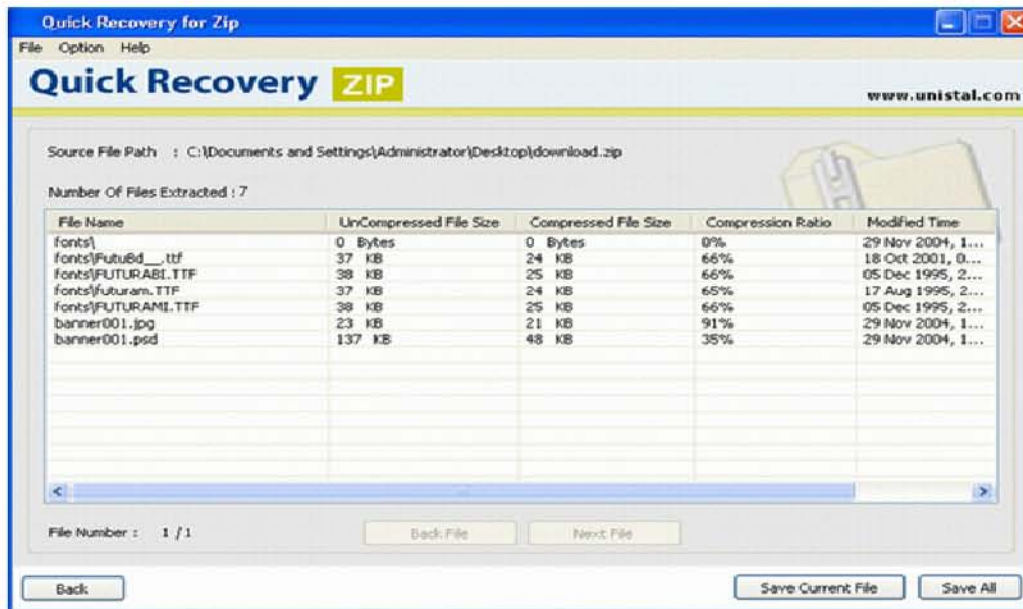 Quick Recovery for Zip
File Option Help
Quick Recovery ZIP
www.unistal.com
Source File Path : C:\Documents and Settings\Administrator\Desktop\download.zip
Number Of Files Extracted : 7
File Name UnCompressed File Size Compressed File Size Compression Ratio Modified Time
fonts\ 0 Bytes 0 Bytes 0% 29 Nov 2004, 1...
fonts\FutuBd__.ttf 37 KB 24 KB 66% 18 Oct 2001, 0...
fonts\FUTURABI.TTF 38 KB 25 KB 66% 05 Dec 1995, 2...
fonts\futuram.TTF 37 KB 24 KB 65% 17 Aug 1995, 2...
fonts\FUTURAMI.TTF 38 KB 25 KB 66% 05 Dec 1995, 2...
banner001.jpg 23 KB 21 KB 91% 29 Nov 2004, 1...
banner001.psd 137 KB 48 KB 35% 29 Nov 2004, 1...
File Number : 1 /1
Back File Next File
Back Save Current File Save All